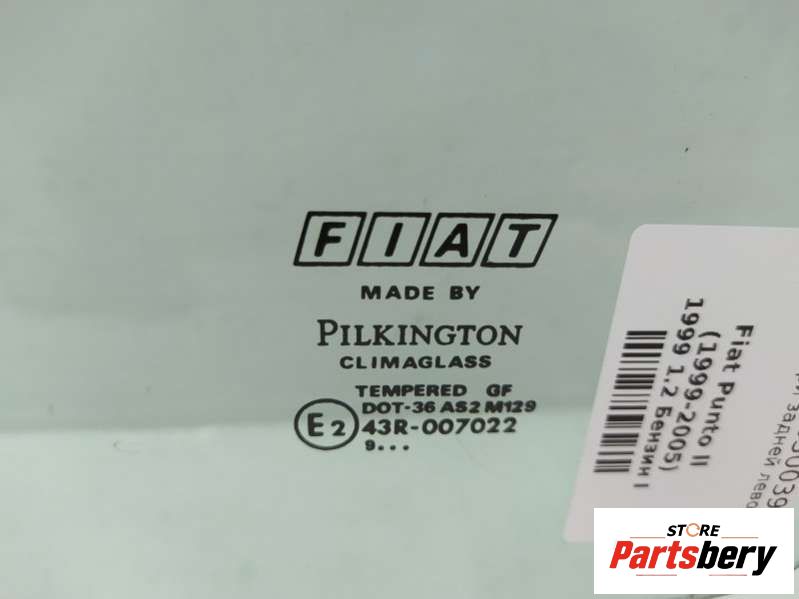 FIAT
MADE BY
PILKINGTON
CLIMAGLASS
TEMPERED GF
DOT-36 AS2 M129
E2 43R-007022
9...
задней лево
Fiat Punto II
(1999-2005)
1999 1,2 Бензин I
STORE
Partsbery